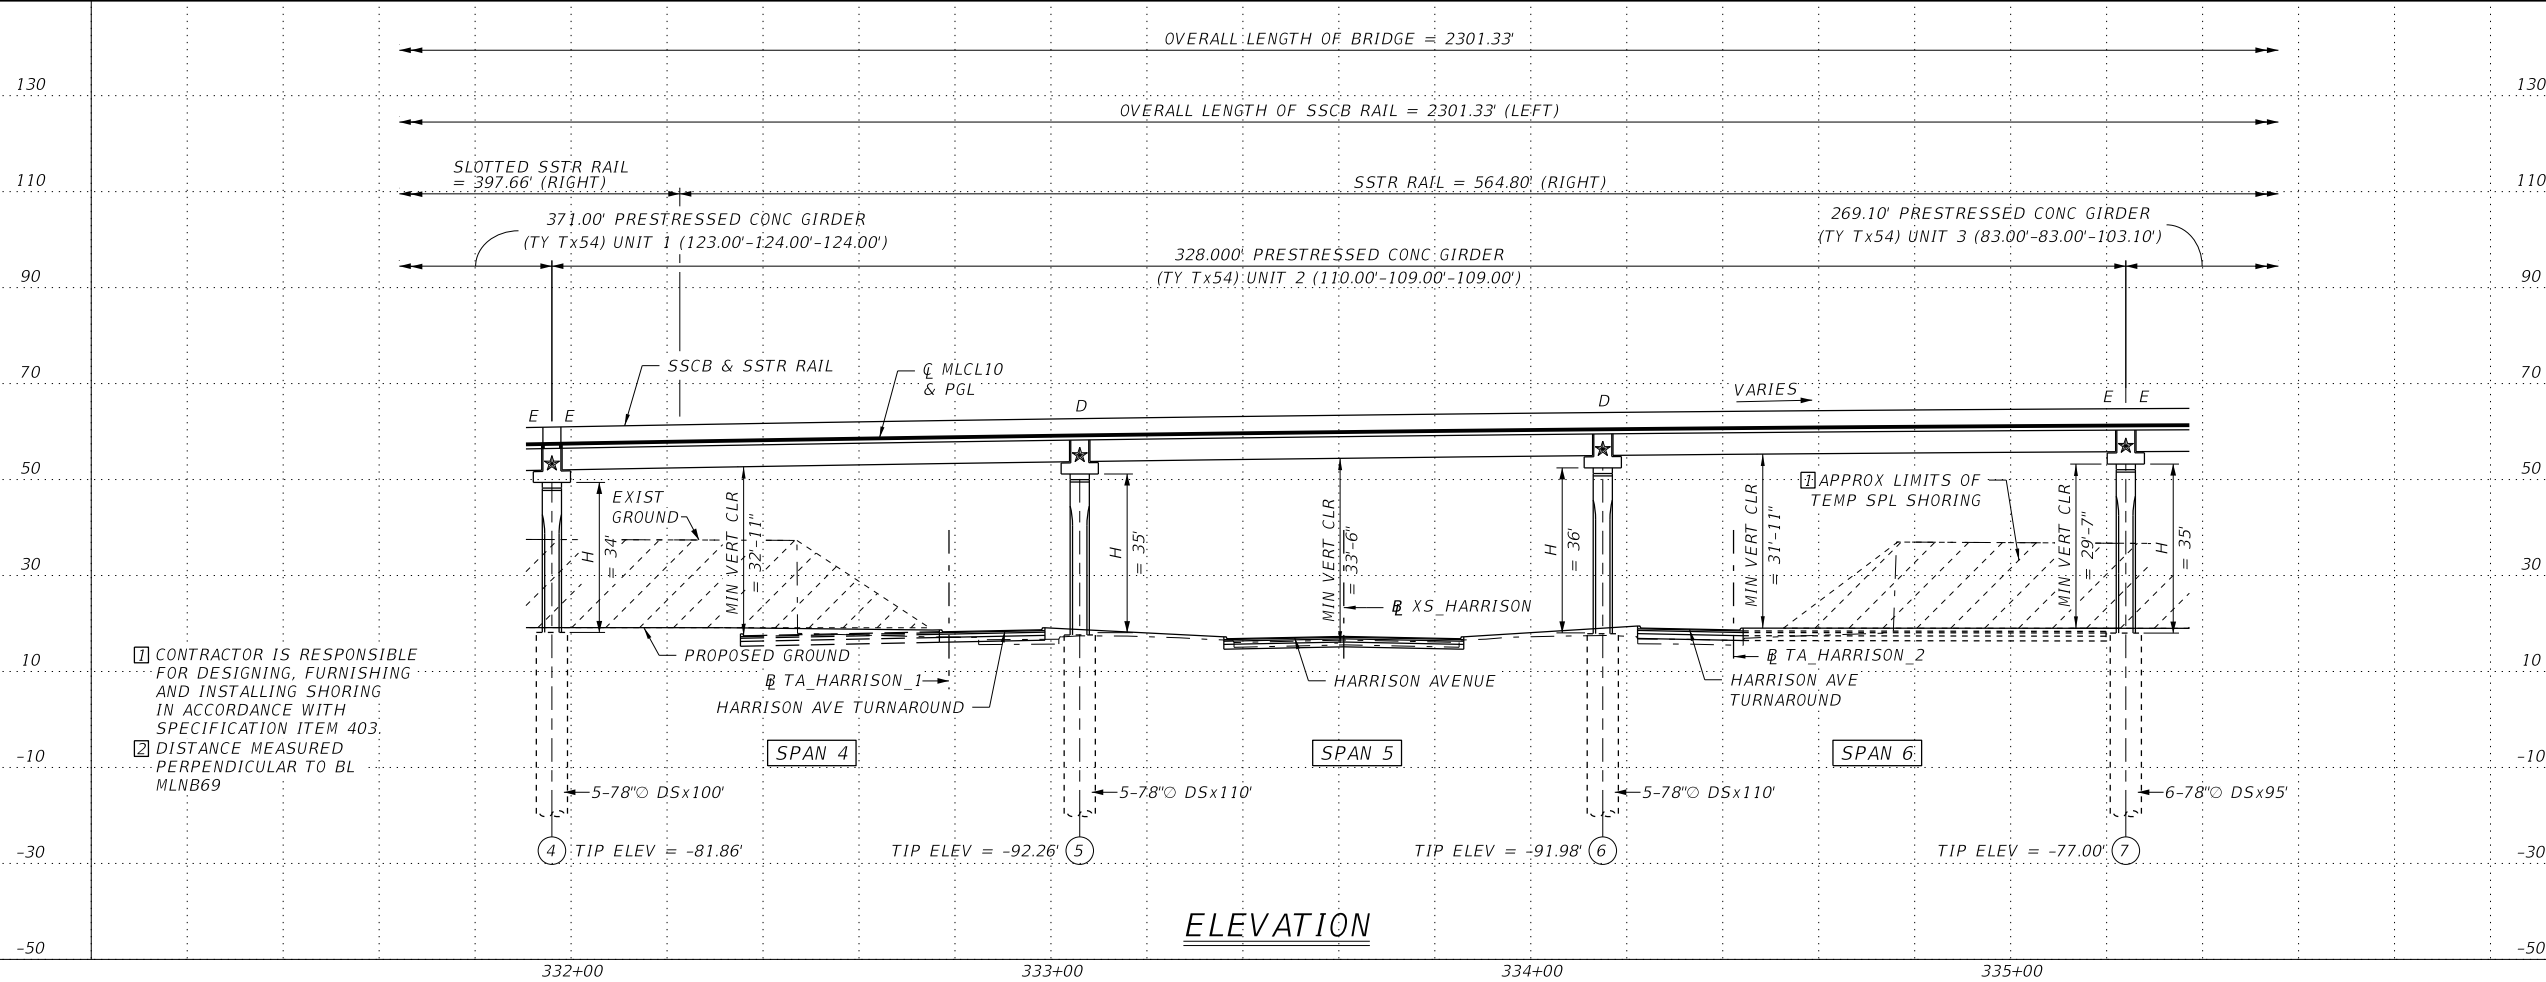 OVERALL LENGTH OF BRIDGE = 2301.33'
130
130
OVERALL LENGTH OF SSCB RAIL = 2301.33' (LEFT)
SLOTTED SSTR RAIL
= 397.66' (RIGHT)
SSTR RAIL = 564.80' (RIGHT)
110
110
371.00' PRESTRESSED CONC GIRDER
(TY Tx54) UNIT 1 (123.00'-124.00'-124.00')
269.10' PRESTRESSED CONC GIRDER
(TY Tx54) UNIT 3 (83.00'-83.00'-103.10')
328.000' PRESTRESSED CONC GIRDER
(TY Tx54) UNIT 2 (110.00'-109.00'-109.00')
90
90
SSCB & SSTR RAIL
℄ MLCL10
& PGL
70
70
VARIES
E
E
D
D
E
E
50
50
EXIST
GROUND
H
= 34'
MIN VERT CLR
= 32'-11"
H
= 35'
MIN VERT CLR
= 33'-6"
H
= 36'
MIN VERT CLR
= 31'-11"
1 APPROX LIMITS OF
TEMP SPL SHORING
MIN VERT CLR
= 29'-7"
H
= 35'
30
30
BL XS_HARRISON
PROPOSED GROUND
BL TA_HARRISON_1
HARRISON AVE TURNAROUND
HARRISON AVENUE
BL TA_HARRISON_2
HARRISON AVE
TURNAROUND
10
10
1 CONTRACTOR IS RESPONSIBLE
FOR DESIGNING, FURNISHING
AND INSTALLING SHORING
IN ACCORDANCE WITH
SPECIFICATION ITEM 403.
2 DISTANCE MEASURED
PERPENDICULAR TO BL
MLNB69
SPAN 4
SPAN 5
SPAN 6
-10
-10
5-78"∅ DSx100'
5-78"∅ DSx110'
5-78"∅ DSx110'
6-78"∅ DSx95'
4 TIP ELEV = -81.86'
TIP ELEV = -92.26' 5
TIP ELEV = -91.98' 6
TIP ELEV = -77.00' 7
-30
-30
ELEVATION
-50
-50
332+00
333+00
334+00
335+00